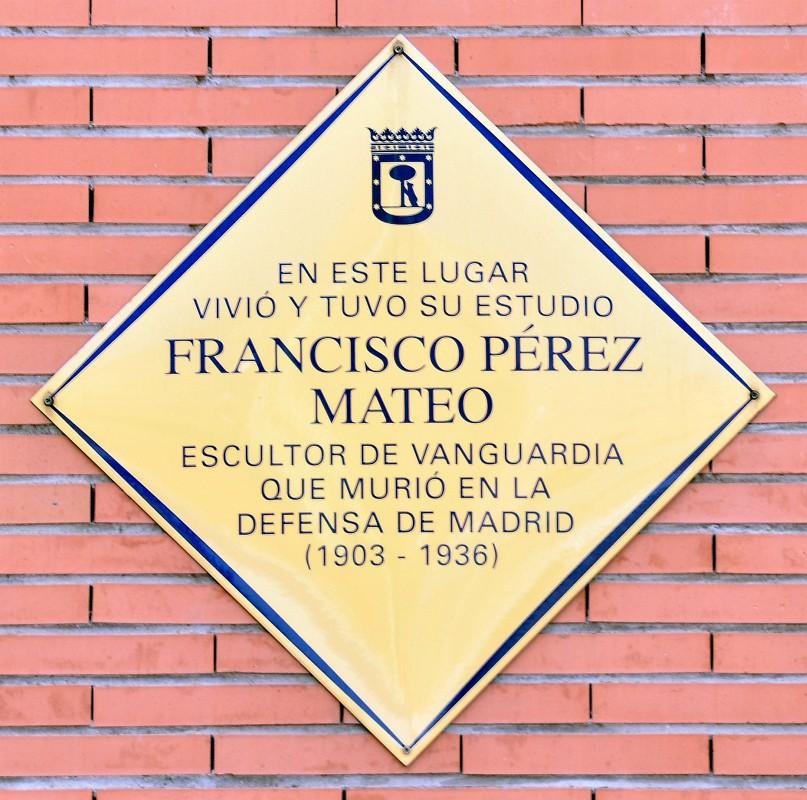 EN ESTE LUGAR
VIVIÓ Y TUVO SU ESTUDIO
FRANCISCO PÉREZ
MATEO
ESCULTOR DE VANGUARDIA
QUE MURIÓ EN LA
DEFENSA DE MADRID
(1903 - 1936)